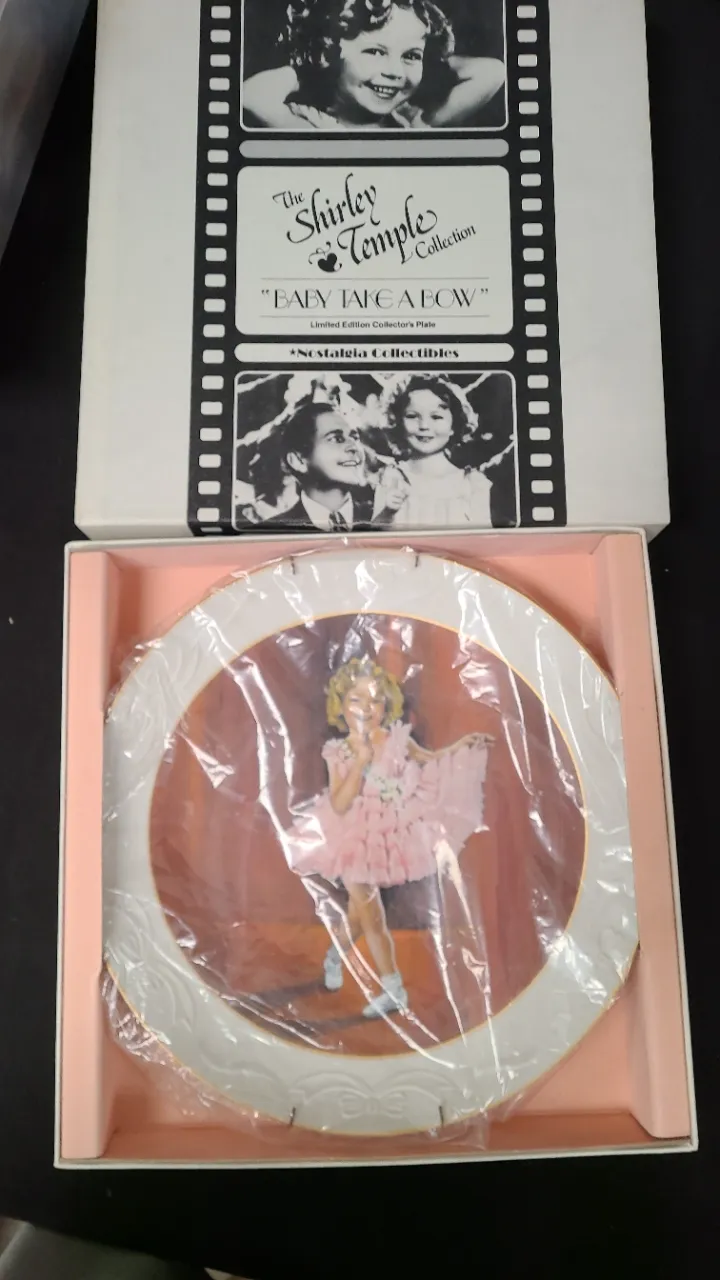 The
Shirley
Temple
Collection
"BABY TAKE A BOW"
Limited Edition Collector's Plate
*Nostalgia Collectibles